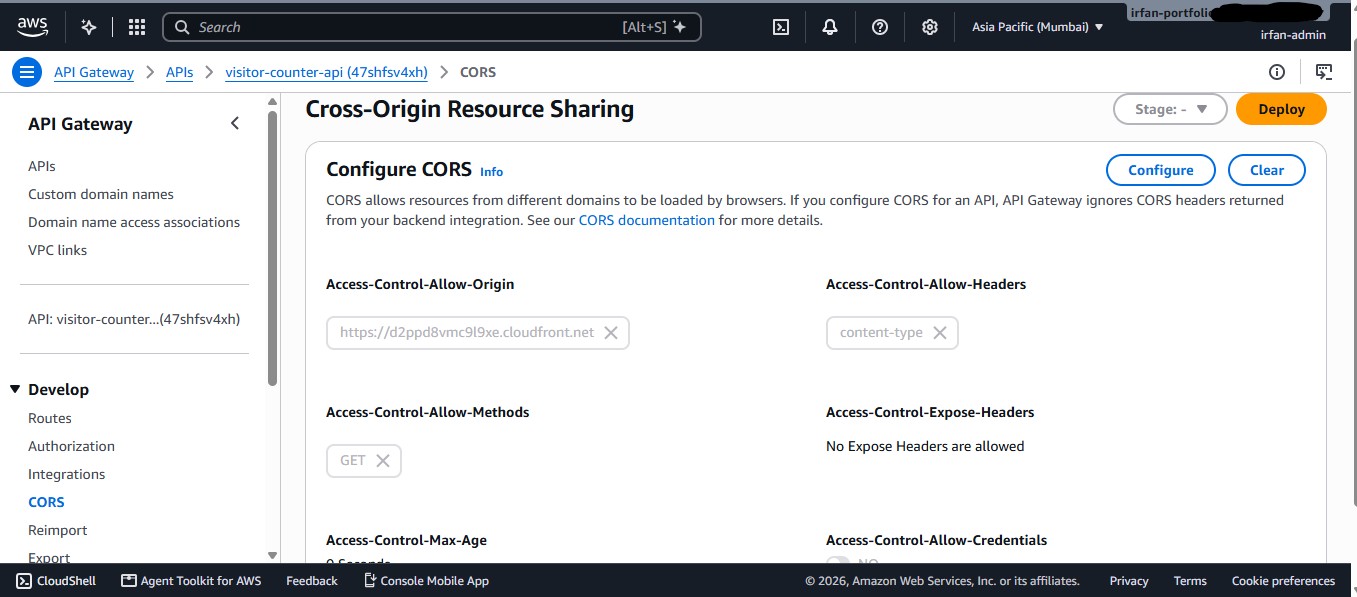 aws
Search [Alt+S]
Asia Pacific (Mumbai)
irfan-portfolio
irfan-admin
API Gateway APIs visitor-counter-api (47shfsv4xh) CORS
API Gateway
APIs
Custom domain names
Domain name access associations
VPC links
API: visitor-counter...(47shfsv4xh)
Develop
Routes
Authorization
Integrations
CORS
Reimport
Export
Cross-Origin Resource Sharing
Stage: -
Deploy
Configure CORS Info
Configure
Clear
CORS allows resources from different domains to be loaded by browsers. If you configure CORS for an API, API Gateway ignores CORS headers returned
from your backend integration. See our CORS documentation for more details.
Access-Control-Allow-Origin
https://d2ppd8vmc9l9xe.cloudfront.net
Access-Control-Allow-Headers
content-type
Access-Control-Allow-Methods
GET
Access-Control-Expose-Headers
No Expose Headers are allowed
Access-Control-Max-Age
0 Seconds
Access-Control-Allow-Credentials
NO
CloudShell Agent Toolkit for AWS Feedback Console Mobile App © 2026, Amazon Web Services, Inc. or its affiliates. Privacy Terms Cookie preferences